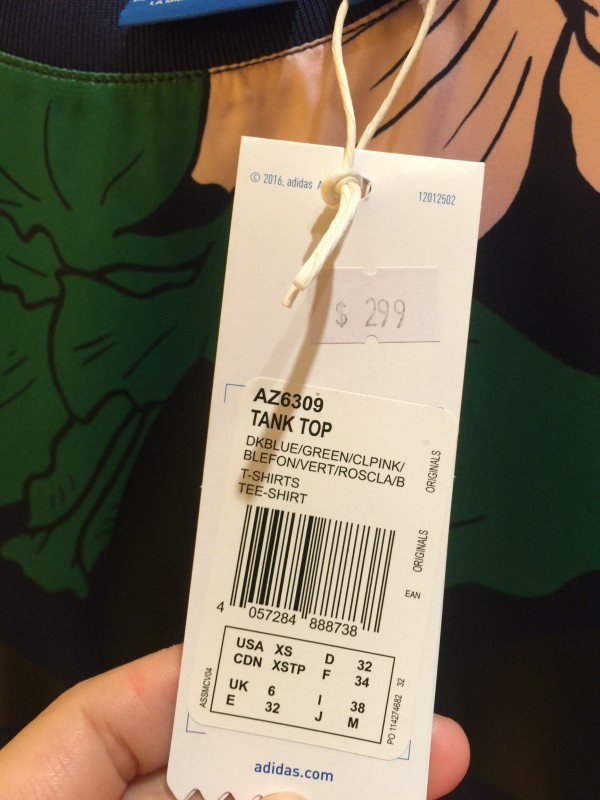 © 2016, adidas A
12012502
$ 299
AZ6309
TANK TOP
DKBLUE/GREEN/CLPINK/
BLEFON/VERT/ROSCLA/B
T-SHIRTS
TEE-SHIRT
ORIGINALS
ORIGINALS
EAN
4 057284 888738
USA XS D 32
CDN XSTP F 34
UK 6 I 38
E 32 J M
ASSMCV04
PO 114274682 32
adidas.com